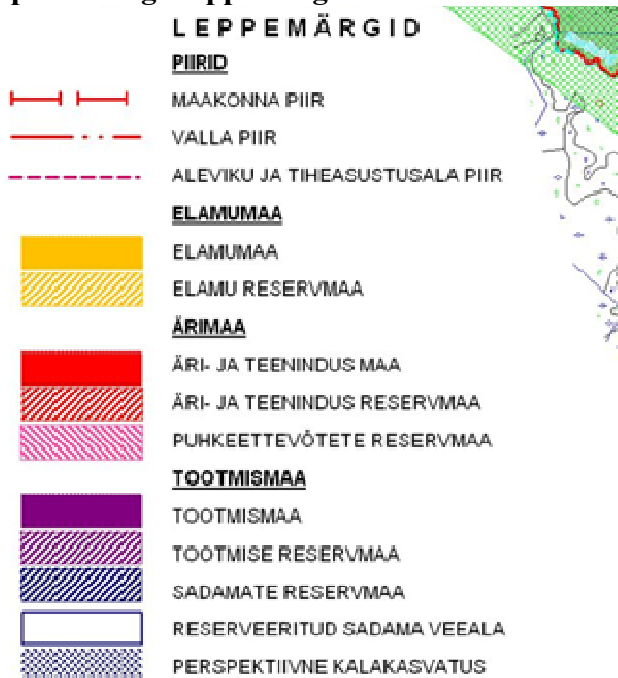 LEPPEMÄRGID
PIIRID
MAAKONNA PIIR
VALLA PIIR
ALEVIKU JA TIHEASUSTUSALA PIIR
ELAMUMAA
ELAMUMAA
ELAMU RESERVMAA
ÄRIMAA
ÄRI- JA TEENINDUS MAA
ÄRI- JA TEENINDUS RESERVMAA
PUHKEETTEVÕTETE RESERVMAA
TOOTMISMAA
TOOTMISMAA
TOOTMISE RESERVMAA
SADAMATE RESERVMAA
RESERVEERITUD SADAMA VEEALA
PERSPEKTIIVNE KALAKASVATUS